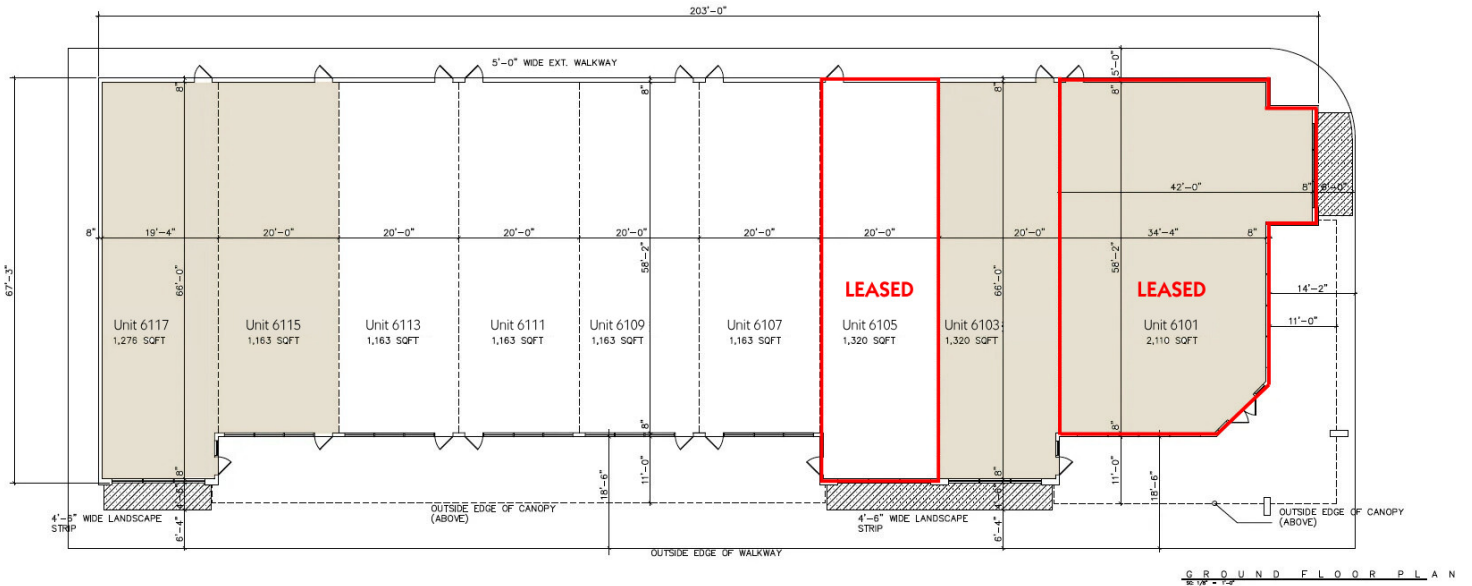 203'-0"
5'-0" WIDE EXT. WALKWAY
5'-0"
8"
8"
8"
8"
42'-0"
8"
6'-0"
8"
19'-4"
20'-0"
20'-0"
20'-0"
20'-0"
20'-0"
20'-0"
20'-0"
34'-4"
8"
67'-3"
66'-0"
58'-2"
66'-0"
58'-2"
14'-2"
11'-0"
LEASED
LEASED
Unit 6117
1,276 SQFT
Unit 6115
1,163 SQFT
Unit 6113
1,163 SQFT
Unit 6111
1,163 SQFT
Unit 6109
1,163 SQFT
Unit 6107
1,163 SQFT
Unit 6105
1,320 SQFT
Unit 6103
1,320 SQFT
Unit 6101
2,110 SQFT
8"
8"
8"
8"
4'-6"
6'-4"
18'-6"
11'-0"
4'-6"
6'-4"
11'-0"
18'-6"
4'-6" WIDE LANDSCAPE
STRIP
OUTSIDE EDGE OF CANOPY
(ABOVE)
4'-6" WIDE LANDSCAPE
STRIP
OUTSIDE EDGE OF CANOPY
(ABOVE)
OUTSIDE EDGE OF WALKWAY
GROUND FLOOR PLAN